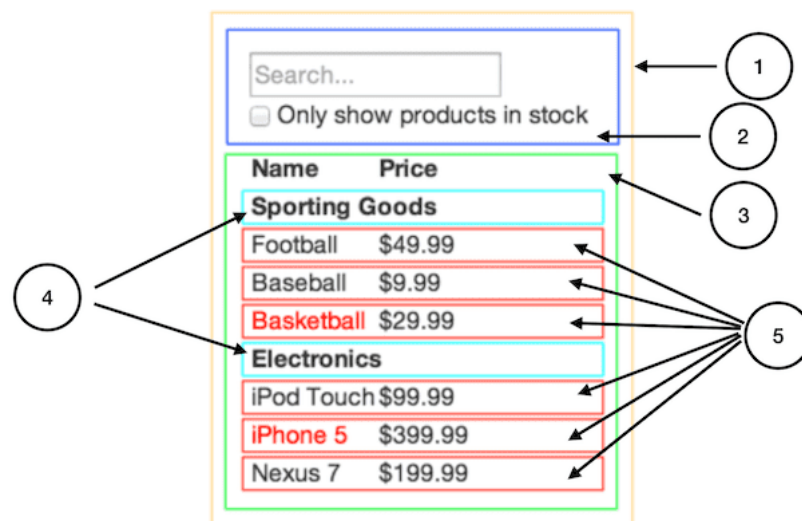 Search...
Only show products in stock
Name Price
Sporting Goods
Football $49.99
Baseball $9.99
Basketball $29.99
Electronics
iPod Touch $99.99
iPhone 5 $399.99
Nexus 7 $199.99
1
2
3
4
5